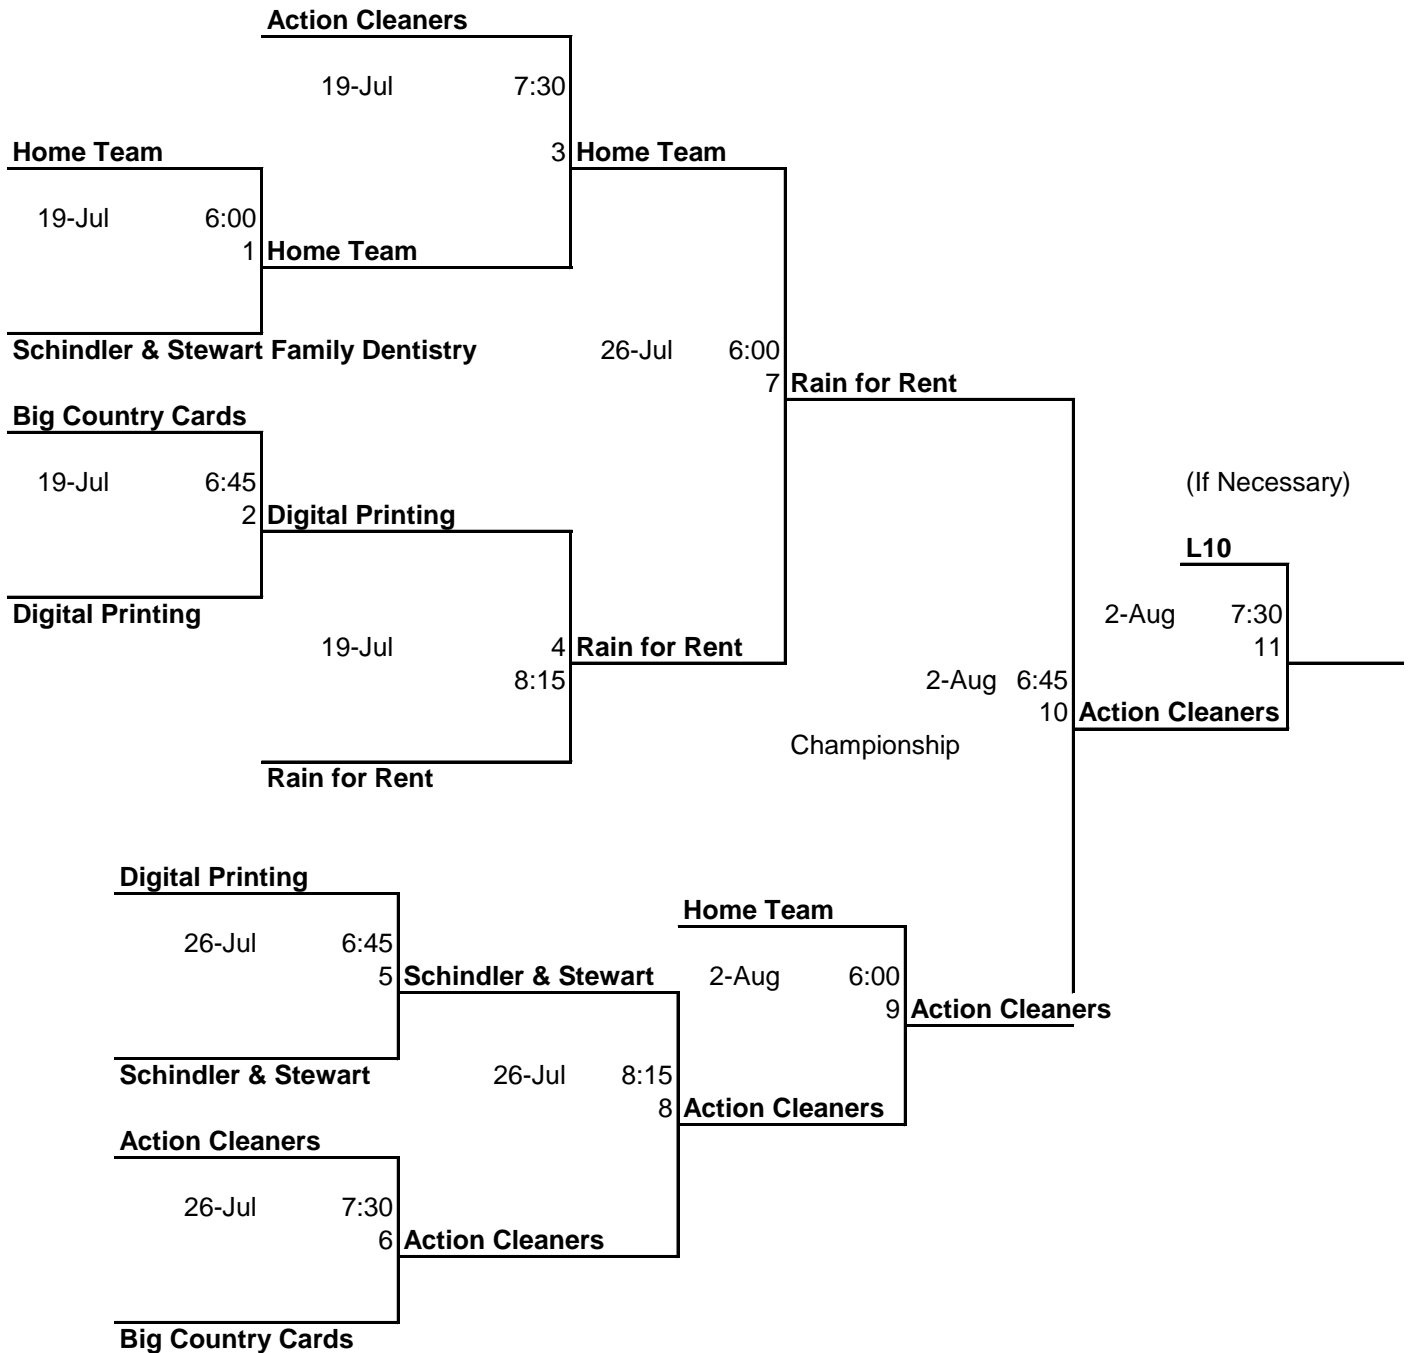 Action Cleaners
19-Jul 7:30
Home Team
3 Home Team
19-Jul 6:00
1 Home Team
Schindler & Stewart Family Dentistry
26-Jul 6:00
7 Rain for Rent
Big Country Cards
19-Jul 6:45
(If Necessary)
2 Digital Printing
L10
Digital Printing
2-Aug 7:30
19-Jul 4 Rain for Rent
11
8:15
2-Aug 6:45
10 Action Cleaners
Championship
Rain for Rent
Digital Printing
Home Team
26-Jul 6:45
5 Schindler & Stewart
2-Aug 6:00
9 Action Cleaners
Schindler & Stewart
26-Jul 8:15
8 Action Cleaners
Action Cleaners
26-Jul 7:30
6 Action Cleaners
Big Country Cards